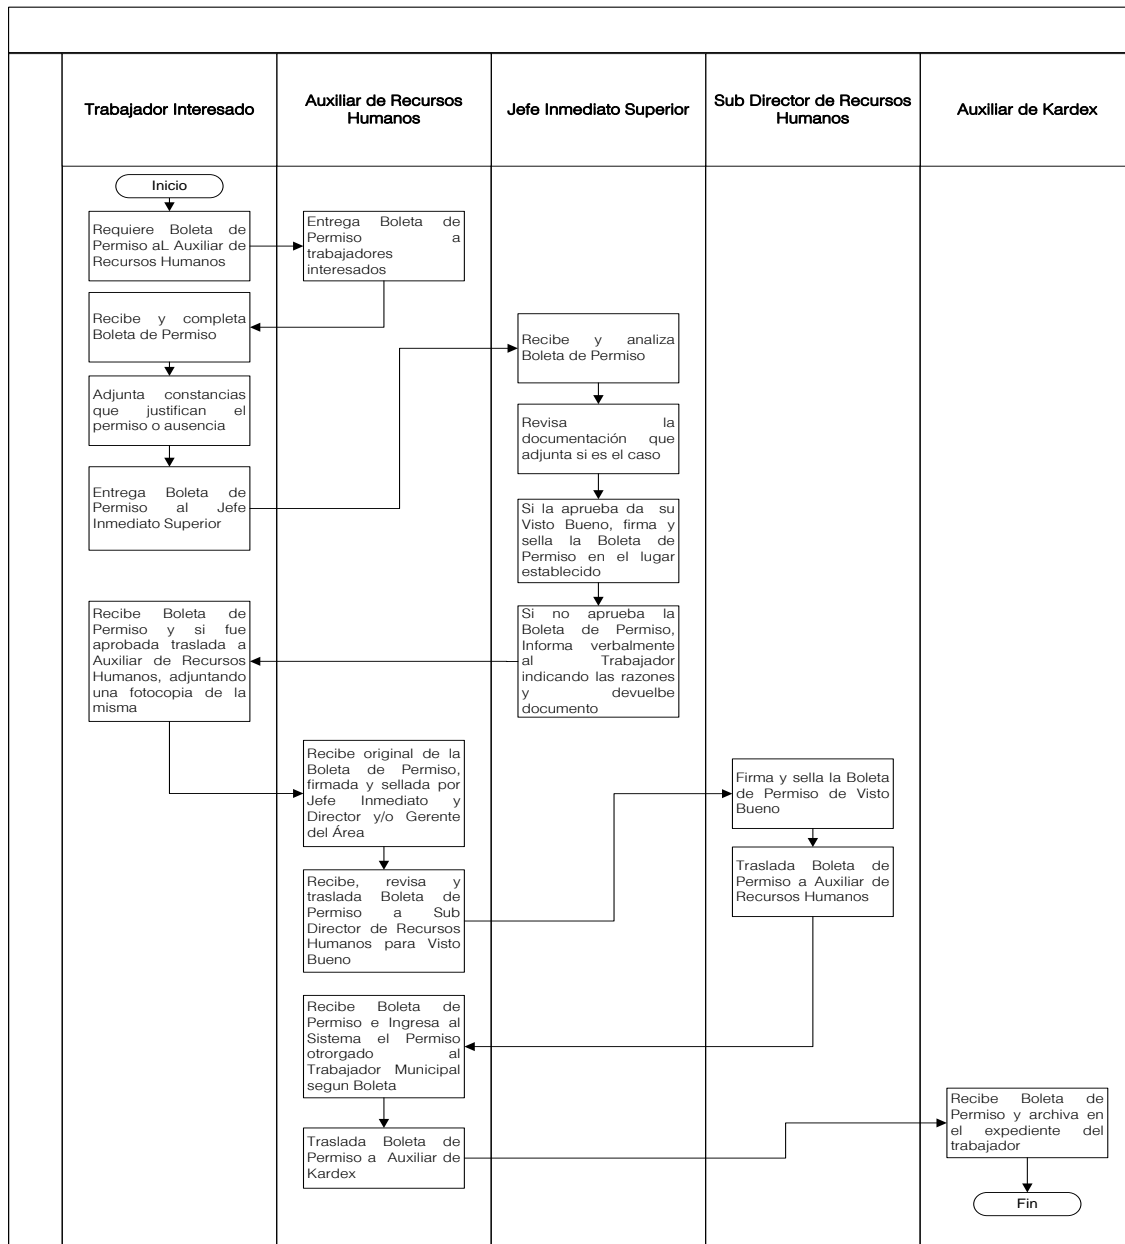 Trabajador Interesado
Auxiliar de Recursos
Humanos
Jefe Inmediato Superior
Sub Director de Recursos
Humanos
Auxiliar de Kardex
Inicio
Requiere Boleta de
Permiso aL Auxiliar de
Recursos Humanos
Entrega Boleta de
Permiso a
trabajadores
interesados
Recibe y completa
Boleta de Permiso
Adjunta constancias
que justifican el
permiso o ausencia
Entrega Boleta de
Permiso al Jefe
Inmediato Superior
Recibe y analiza
Boleta de Permiso
Revisa la
documentación que
adjunta si es el caso
Si la aprueba da su
Visto Bueno, firma y
sella la Boleta de
Permiso en el lugar
establecido
Si no aprueba la
Boleta de Permiso,
Informa verbalmente
al Trabajador
indicando las razones
y devuelbe
documento
Recibe Boleta de
Permiso y si fue
aprobada traslada a
Auxiliar de Recursos
Humanos, adjuntando
una fotocopia de la
misma
Recibe original de la
Boleta de Permiso,
firmada y sellada por
Jefe Inmediato y
Director y/o Gerente
del Área
Recibe, revisa y
traslada Boleta de
Permiso a Sub
Director de Recursos
Humanos para Visto
Bueno
Firma y sella la Boleta
de Permiso de Visto
Bueno
Traslada Boleta de
Permiso a Auxiliar de
Recursos Humanos
Recibe Boleta de
Permiso e Ingresa al
Sistema el Permiso
otrorgado al
Trabajador Municipal
segun Boleta
Traslada Boleta de
Permiso a Auxiliar de
Kardex
Recibe Boleta de
Permiso y archiva en
el expediente del
trabajador
Fin